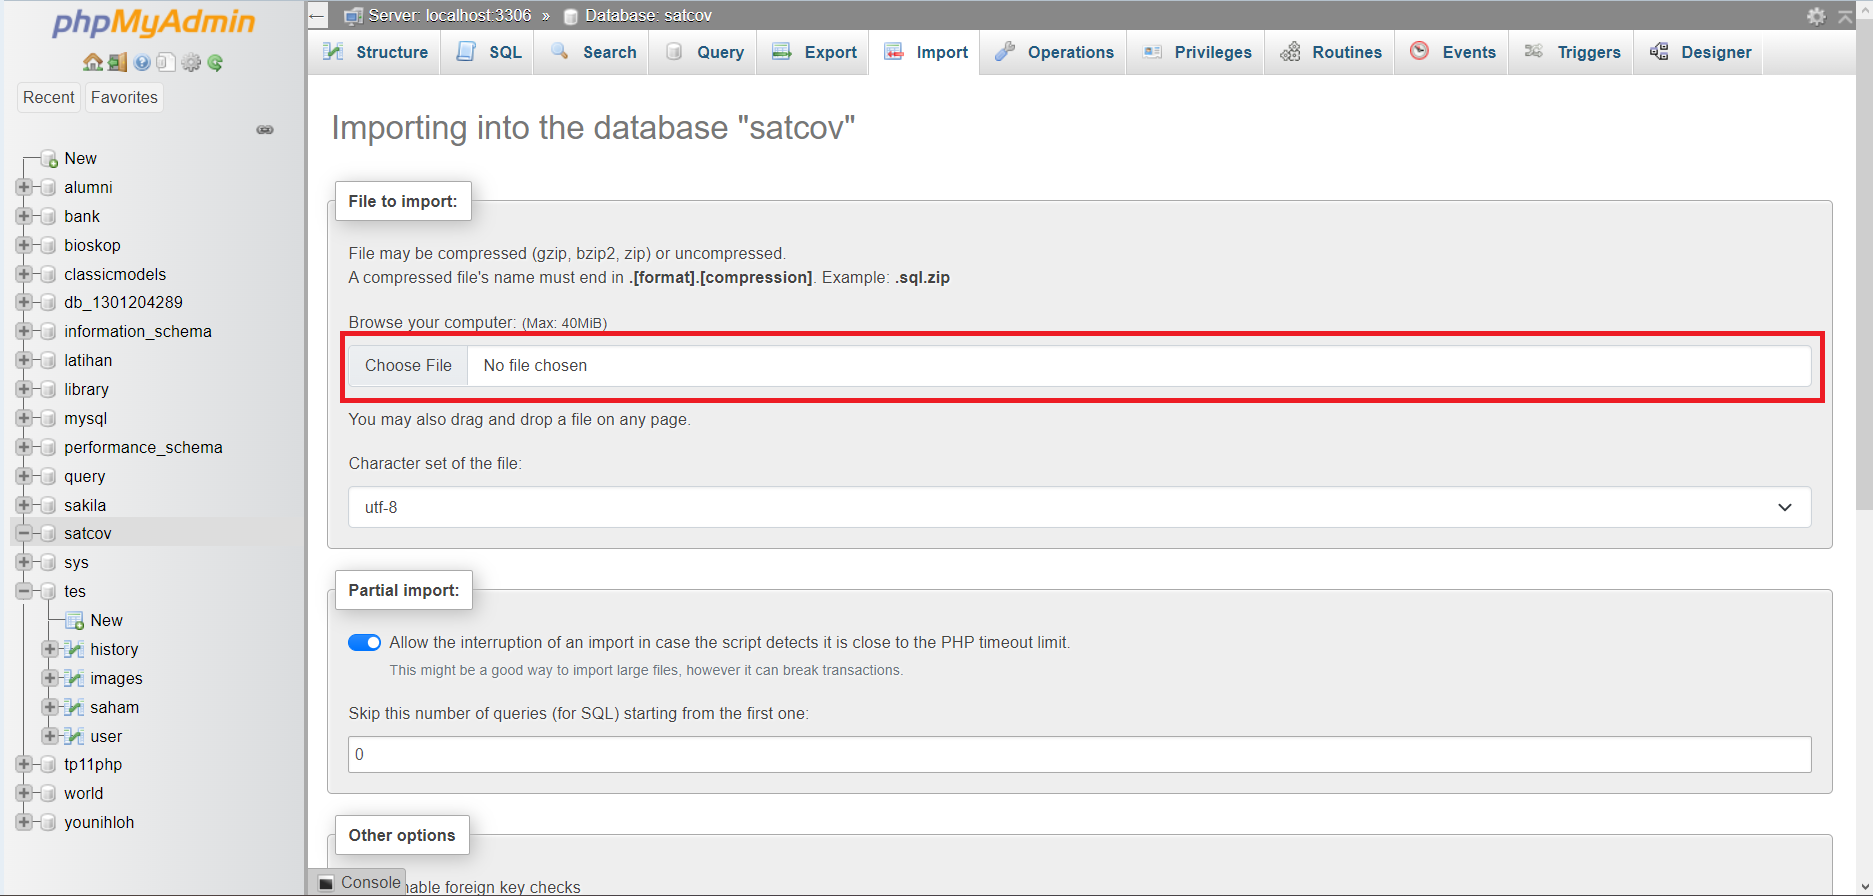 phpMyAdmin
Recent Favorites
New
alumni
bank
bioskop
classicmodels
db_1301204289
information_schema
latihan
library
mysql
performance_schema
query
sakila
satcov
sys
tes
New
history
images
saham
user
tp11php
world
younihloh
Server: localhost:3306 » Database: satcov
Structure SQL Search Query Export Import Operations Privileges Routines Events Triggers Designer
Importing into the database "satcov"
File to import:
File may be compressed (gzip, bzip2, zip) or uncompressed.
A compressed file's name must end in .[format].[compression]. Example: .sql.zip
Browse your computer: (Max: 40MiB)
Choose File No file chosen
You may also drag and drop a file on any page.
Character set of the file:
utf-8
Partial import:
Allow the interruption of an import in case the script detects it is close to the PHP timeout limit.
This might be a good way to import large files, however it can break transactions.
Skip this number of queries (for SQL) starting from the first one:
0
Other options
Console
foreign key checks